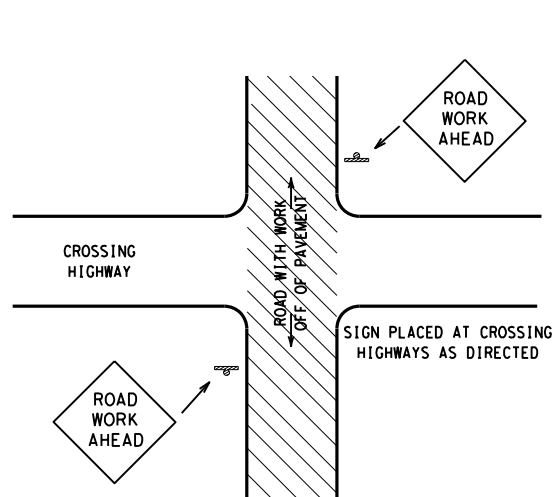 ROAD
WORK
AHEAD
CROSSING
HIGHWAY
ROAD WITH WORK
OFF OF PAVEMENT
SIGN PLACED AT CROSSING
HIGHWAYS AS DIRECTED
ROAD
WORK
AHEAD